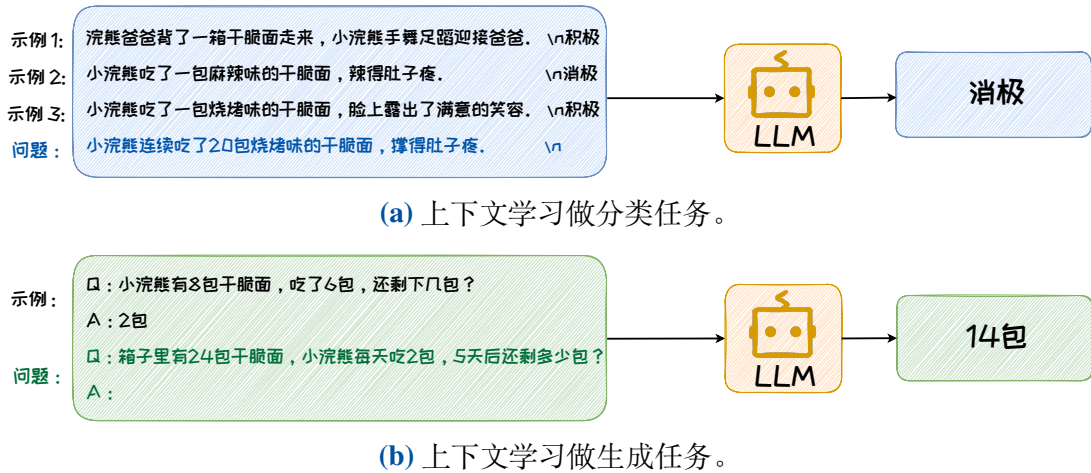 示例1: 浣熊爸爸背了一箱干脆面走来，小浣熊手舞足蹈迎接爸爸. \n积极
示例2: 小浣熊吃了一包麻辣味的干脆面，辣得肚子疼. \n消极
示例3: 小浣熊吃了一包烧烤味的干脆面，脸上露出了满意的笑容. \n积极
问题: 小浣熊连续吃了20包烧烤味的干脆面，撑得肚子疼. \n
LLM
消极
(a) 上下文学习做分类任务。
示例: Q:小浣熊有8包干脆面，吃了6包，还剩下几包?
A:2包
问题: Q:箱子里有24包干脆面，小浣熊每天吃2包，5天后还剩多少包?
A:
LLM
14包
(b) 上下文学习做生成任务。